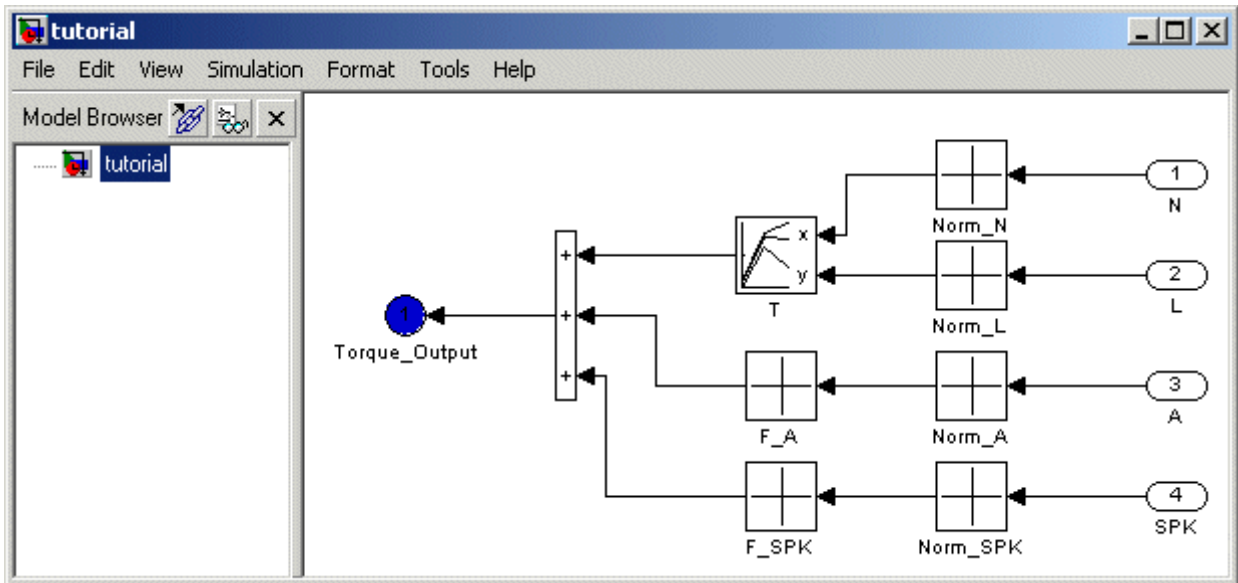 tutorial
File Edit View Simulation Format Tools Help
Model Browser
tutorial
1
N
Norm_N
x
y
T
2
L
Norm_L
+
+
+
1
Torque_Output
3
A
Norm_A
F_A
4
SPK
Norm_SPK
F_SPK